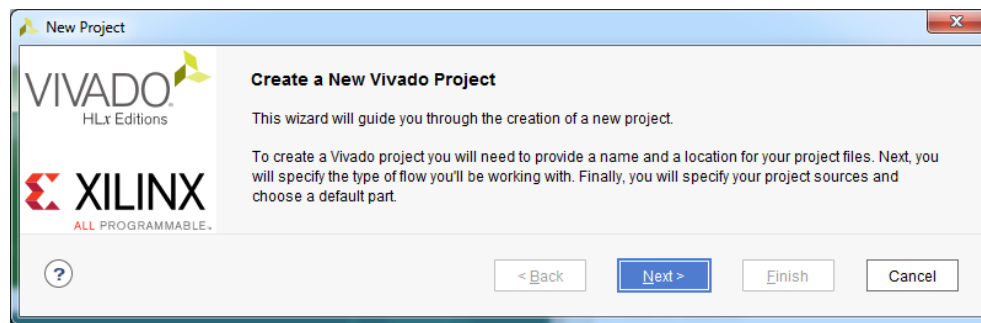 New Project
VIVADO.
HLx Editions
XILINX
ALL PROGRAMMABLE.
Create a New Vivado Project
This wizard will guide you through the creation of a new project.
To create a Vivado project you will need to provide a name and a location for your project files. Next, you
will specify the type of flow you'll be working with. Finally, you will specify your project sources and
choose a default part.
?
< Back
Next >
Finish
Cancel